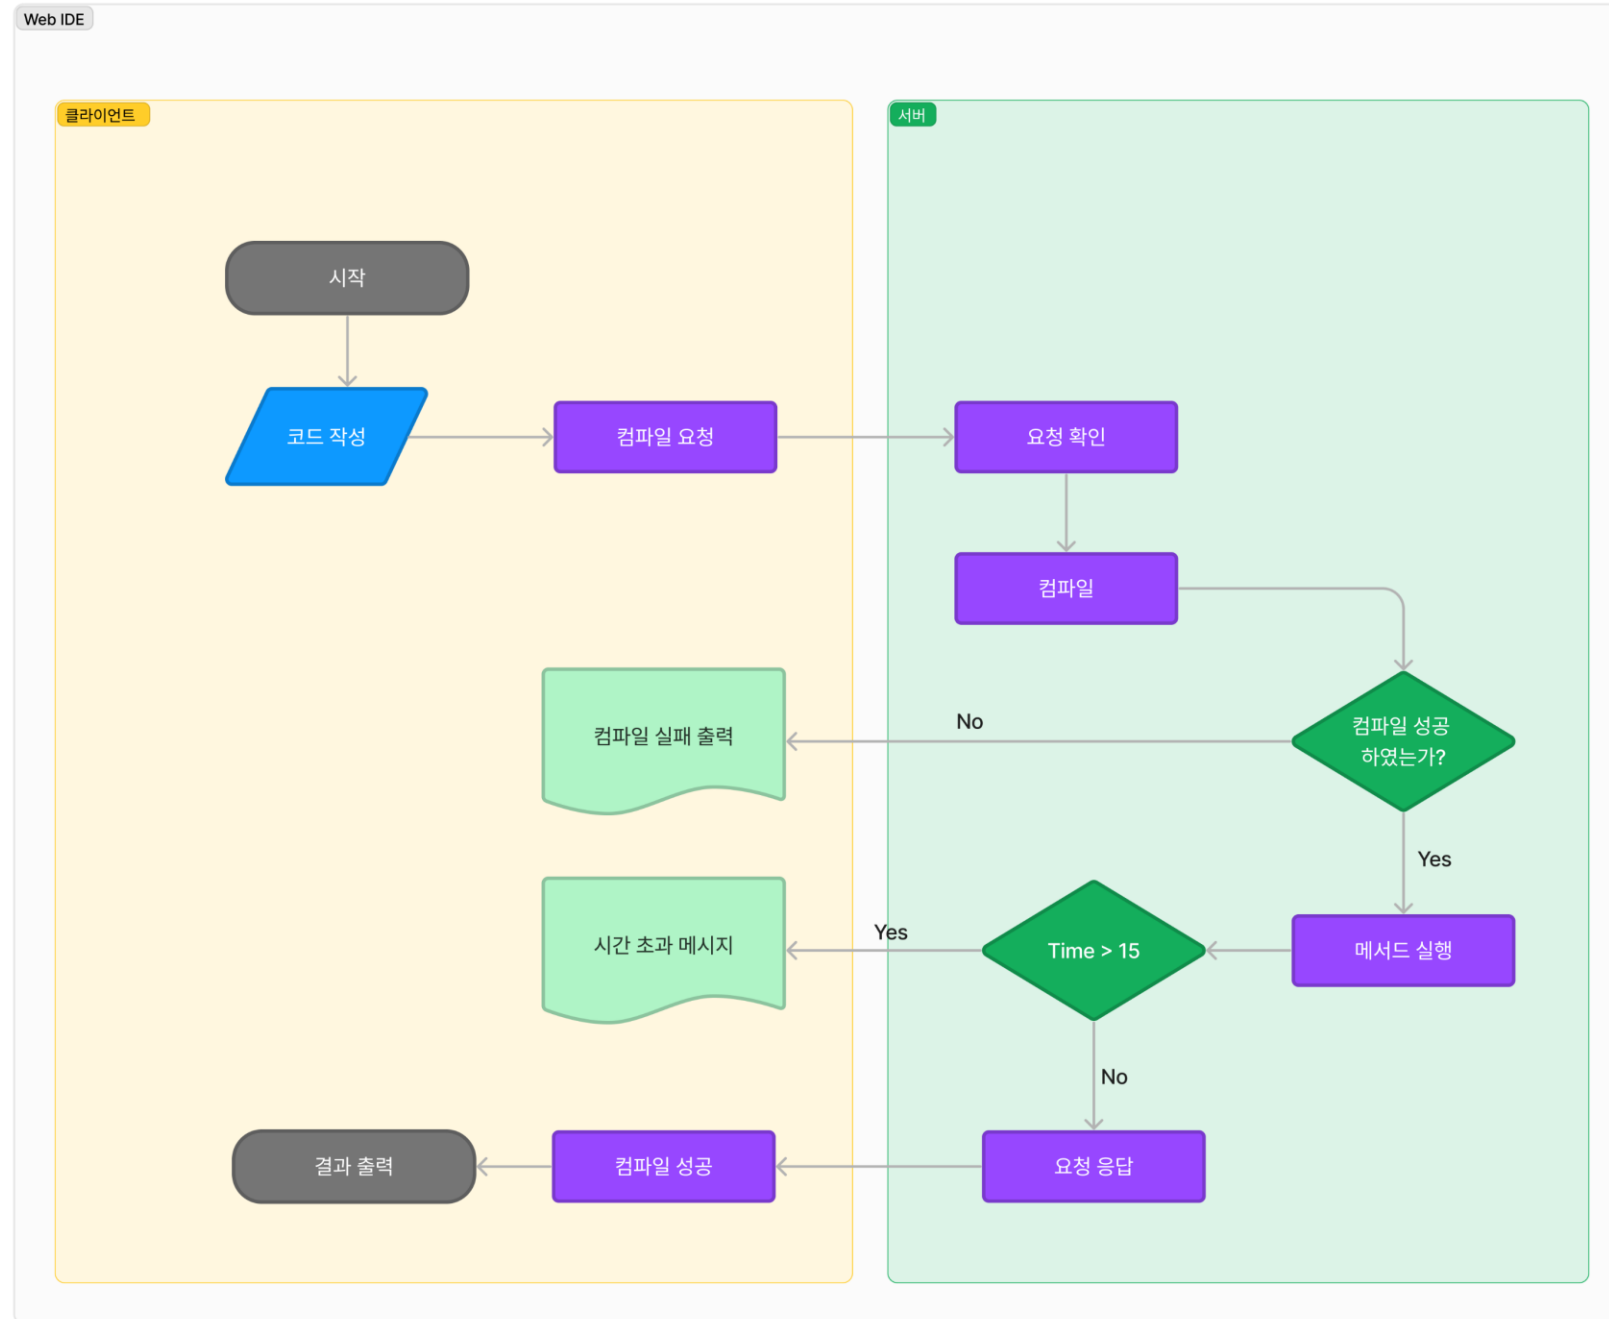 Web IDE
클라이언트
서버
시작
코드 작성
컴파일 요청
요청 확인
컴파일
컴파일 성공
하였는가?
No
컴파일 실패 출력
Yes
메서드 실행
Time > 15
Yes
시간 초과 메시지
No
요청 응답
컴파일 성공
결과 출력